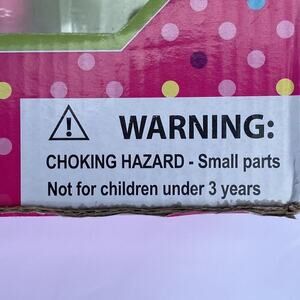 WARNING:
CHOKING HAZARD - Small parts
Not for children under 3 years